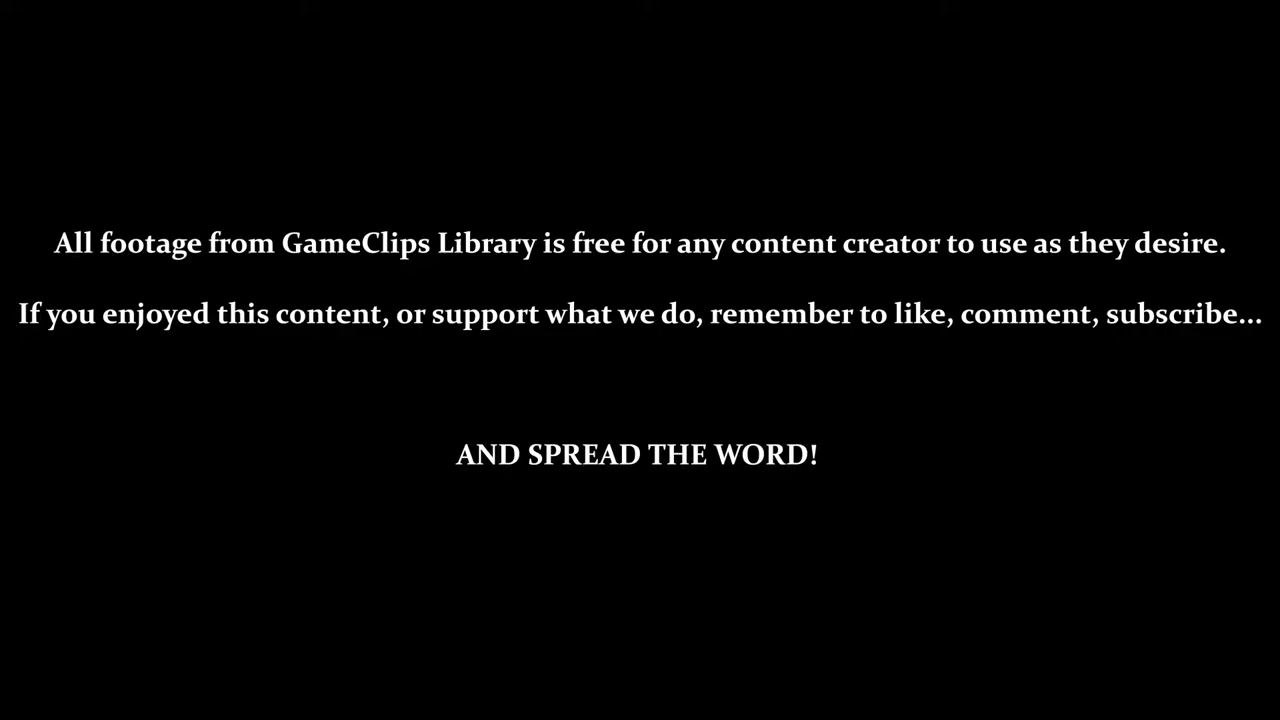 All footage from GameClips Library is free for any content creator to use as they desire.
If you enjoyed this content, or support what we do, remember to like, comment, subscribe...
AND SPREAD THE WORD!